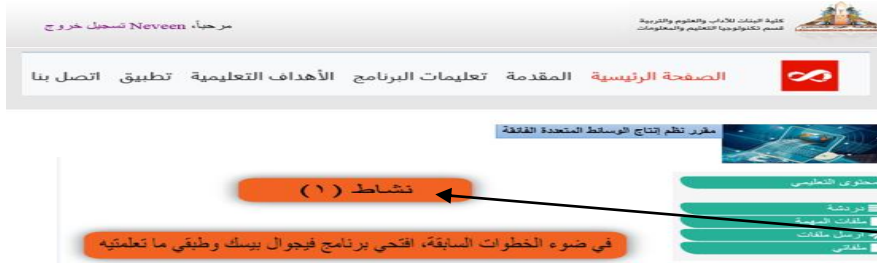 كلية البنات للآداب والعلوم والتربية
قسم تكنولوجيا التعليم والمعلومات
مرحباً، Neveen تسجيل خروج
الصفحة الرئيسية المقدمة تعليمات البرنامج الأهداف التعليمية تطبيق اتصل بنا
مقرر نظم إنتاج الوسائط المتعددة الفائقة
محتوى التعليمي
نشاط (١)
دردشة
ملفات المهمة
ارسل ملفات
ملفاتي
في ضوء الخطوات السابقة، افتحي برنامج فيجوال بيسك وطبقي ما تعلمتيه